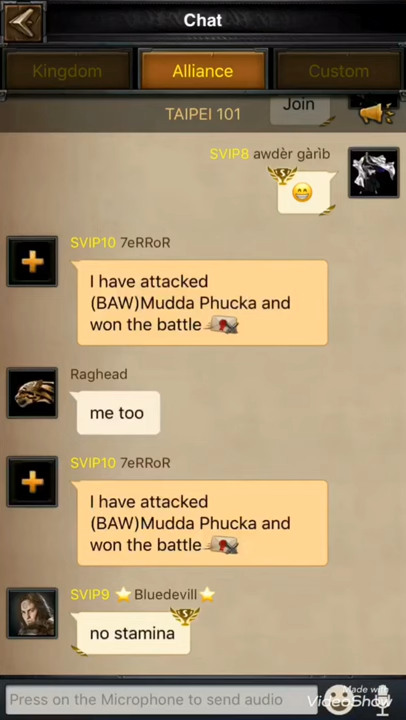 Chat
Kingdom
Alliance
Custom
TAIPEI 101
Join
SVIP8 awdèr gàrìb
SVIP10 7eRRoR
I have attacked
(BAW)Mudda Phucka and
won the battle
Raghead
me too
SVIP10 7eRRoR
I have attacked
(BAW)Mudda Phucka and
won the battle
SVIP9 ⭐Bluedevill⭐
no stamina
Press on the Microphone to send audio
Made with
VideoShow